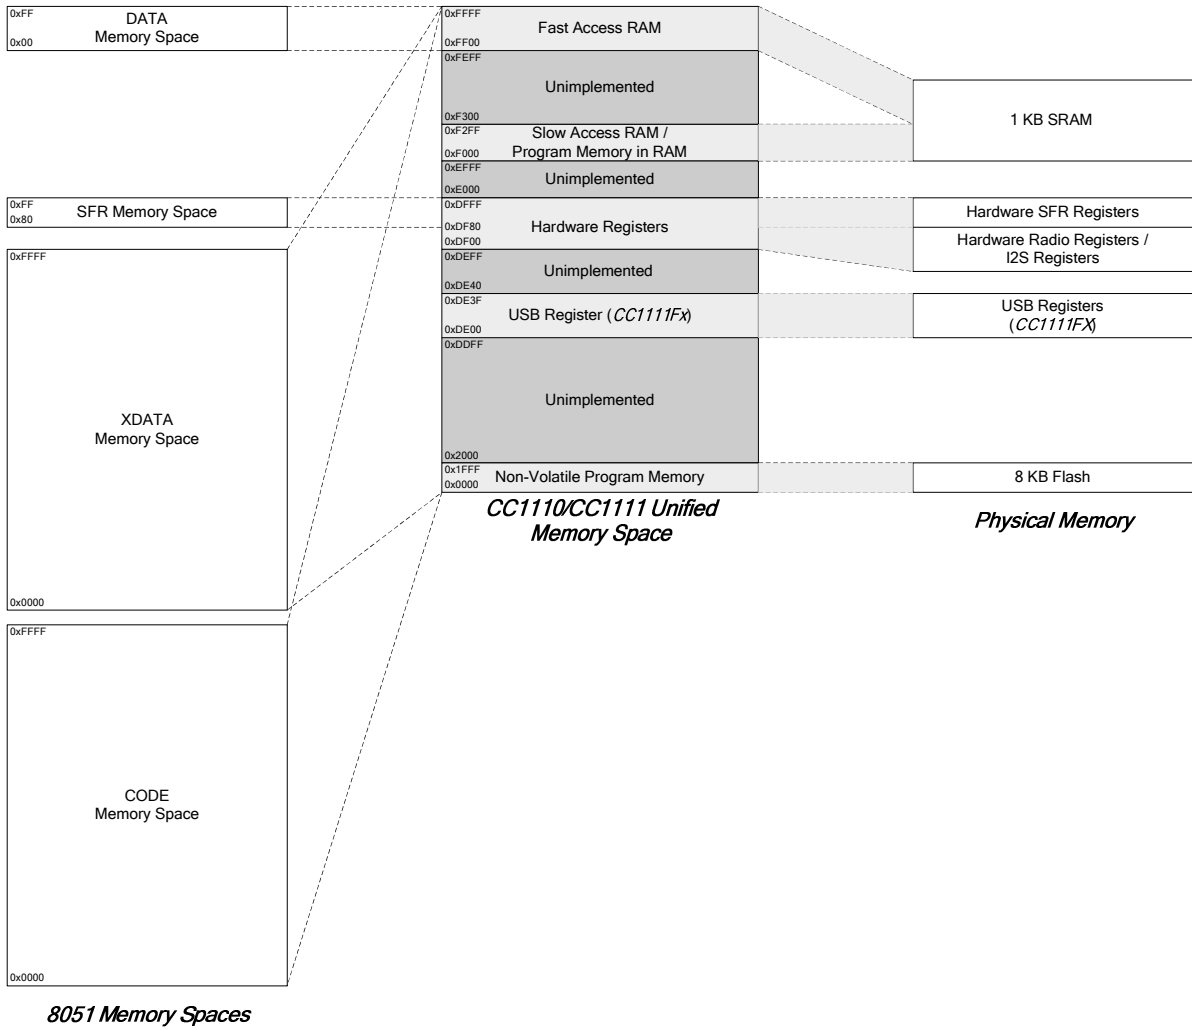 0xFF
DATA
Memory Space
0x00
0xFF
SFR Memory Space
0x80
0xFFFF
XDATA
Memory Space
0x0000
0xFFFF
CODE
Memory Space
0x0000
8051 Memory Spaces
0xFFFF
Fast Access RAM
0xFF00
0xFEFF
Unimplemented
0xF300
0xF2FF
Slow Access RAM /
Program Memory in RAM
0xF000
0xEFFF
Unimplemented
0xE000
0xDFFF
Hardware Registers
0xDF80
0xDF00
0xDEFF
Unimplemented
0xDE40
0xDE3F
USB Register (CC1111Fx)
0xDE00
0xDDFF
Unimplemented
0x2000
0x1FFF
Non-Volatile Program Memory
0x0000
CC1110/CC1111 Unified
Memory Space
1 KB SRAM
Hardware SFR Registers
Hardware Radio Registers /
I2S Registers
USB Registers
(CC1111FX)
8 KB Flash
Physical Memory